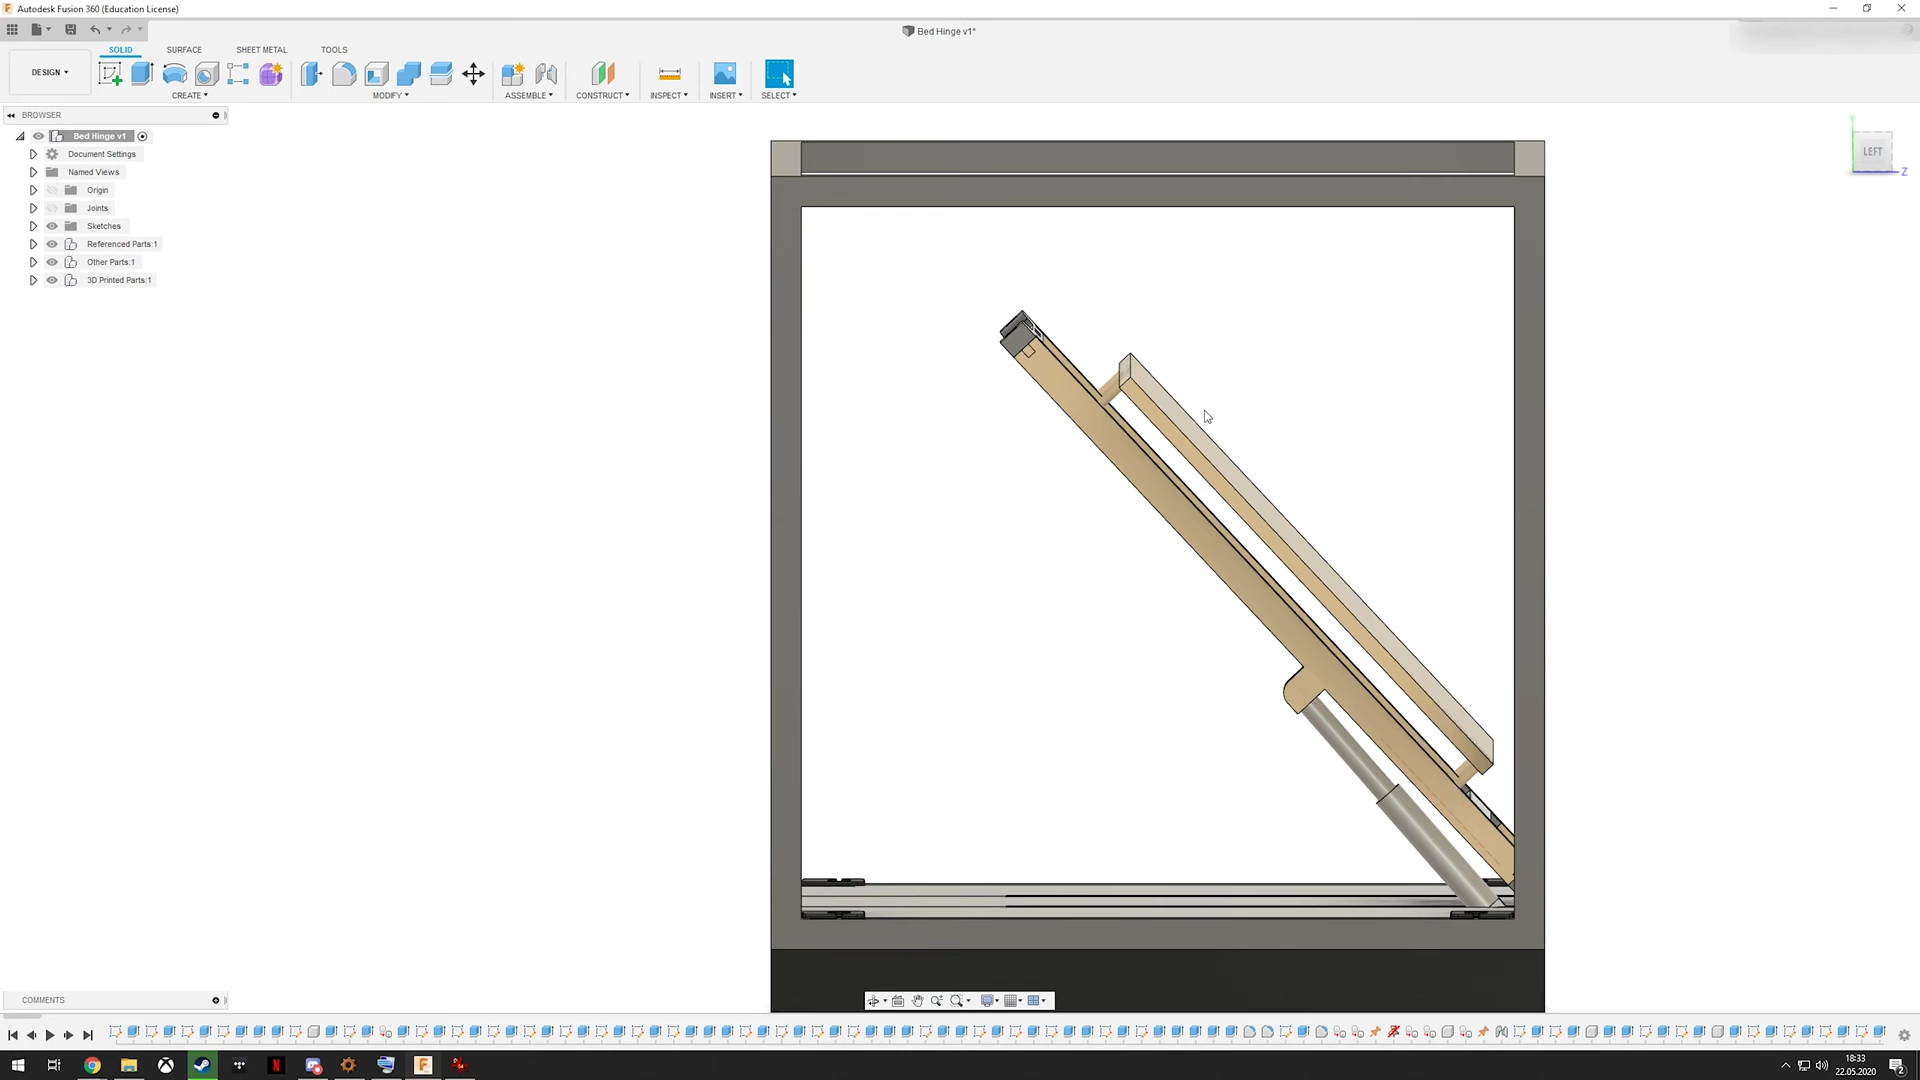 Autodesk Fusion 360 (Education License)
Bed Hinge v1*
SOLID
SURFACE
SHEET METAL
TOOLS
DESIGN
CREATE
MODIFY
ASSEMBLE
CONSTRUCT
INSPECT
INSERT
SELECT
BROWSER
Bed Hinge v1
Document Settings
Named Views
Origin
Joints
Sketches
Referenced Parts:1
Other Parts:1
3D Printed Parts:1
Y
LEFT
Z
COMMENTS
18:33
22.05.2020
2